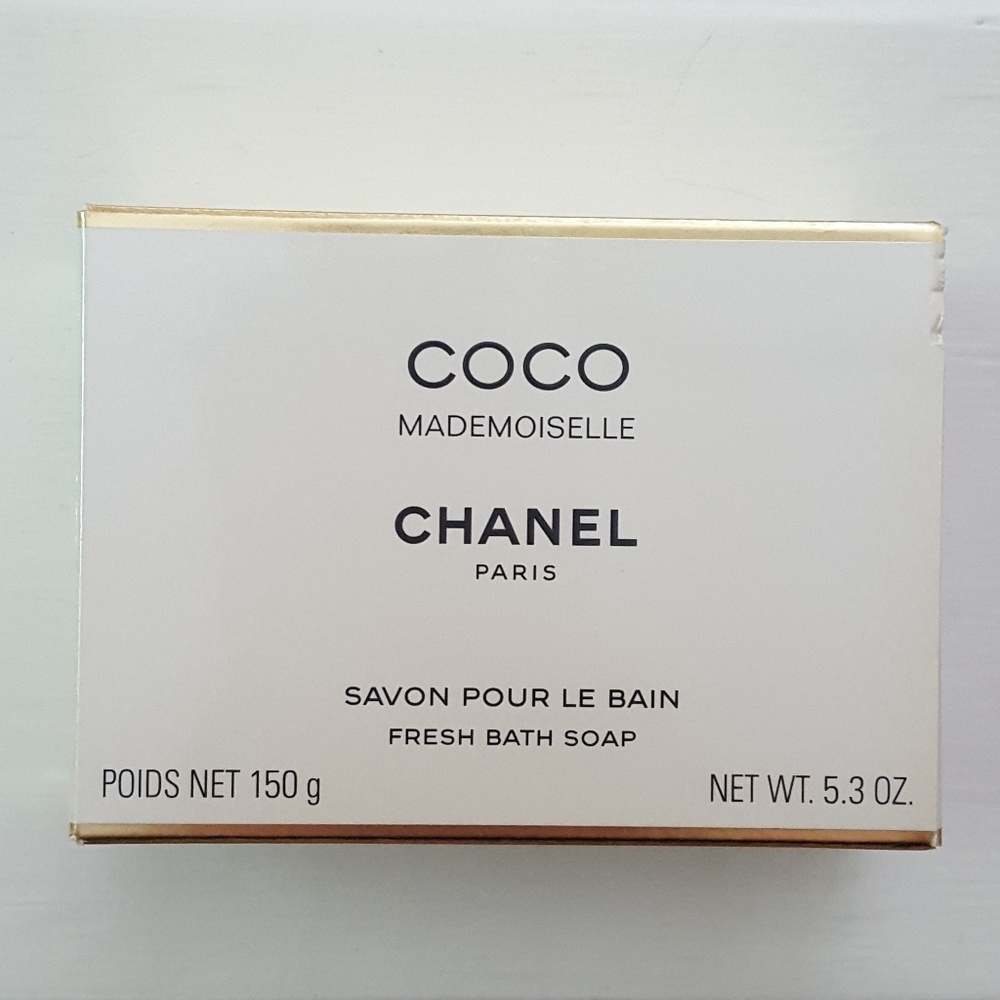 COCO
MADEMOISELLE
CHANEL
PARIS
SAVON POUR LE BAIN
FRESH BATH SOAP
POIDS NET 150 g NET WT. 5.3 OZ.